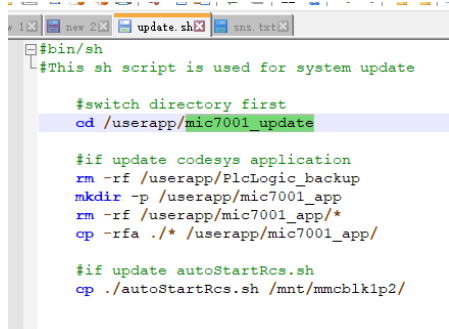 1 new 2 update.sh sns.txt
#bin/sh
#This sh script is used for system update
#switch directory first
cd /userapp/mic7001_update
#if update codesys application
rm -rf /userapp/PlcLogic_backup
mkdir -p /userapp/mic7001_app
rm -rf /userapp/mic7001_app/*
cp -rfa ./* /userapp/mic7001_app/
#if update autoStartRcs.sh
cp ./autoStartRcs.sh /mnt/mmcblk1p2/